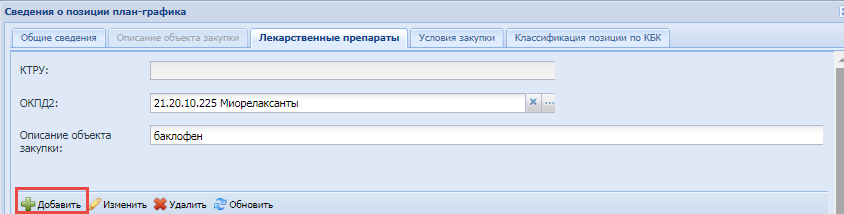 Сведения о позиции план-графика
Общие сведения Описание объекта закупки Лекарственные препараты Условия закупки Классификация позиции по КБК
КТРУ:
ОКПД2: 21.20.10.225 Миорелаксанты
Описание объекта закупки: баклофен
Добавить Изменить Удалить Обновить